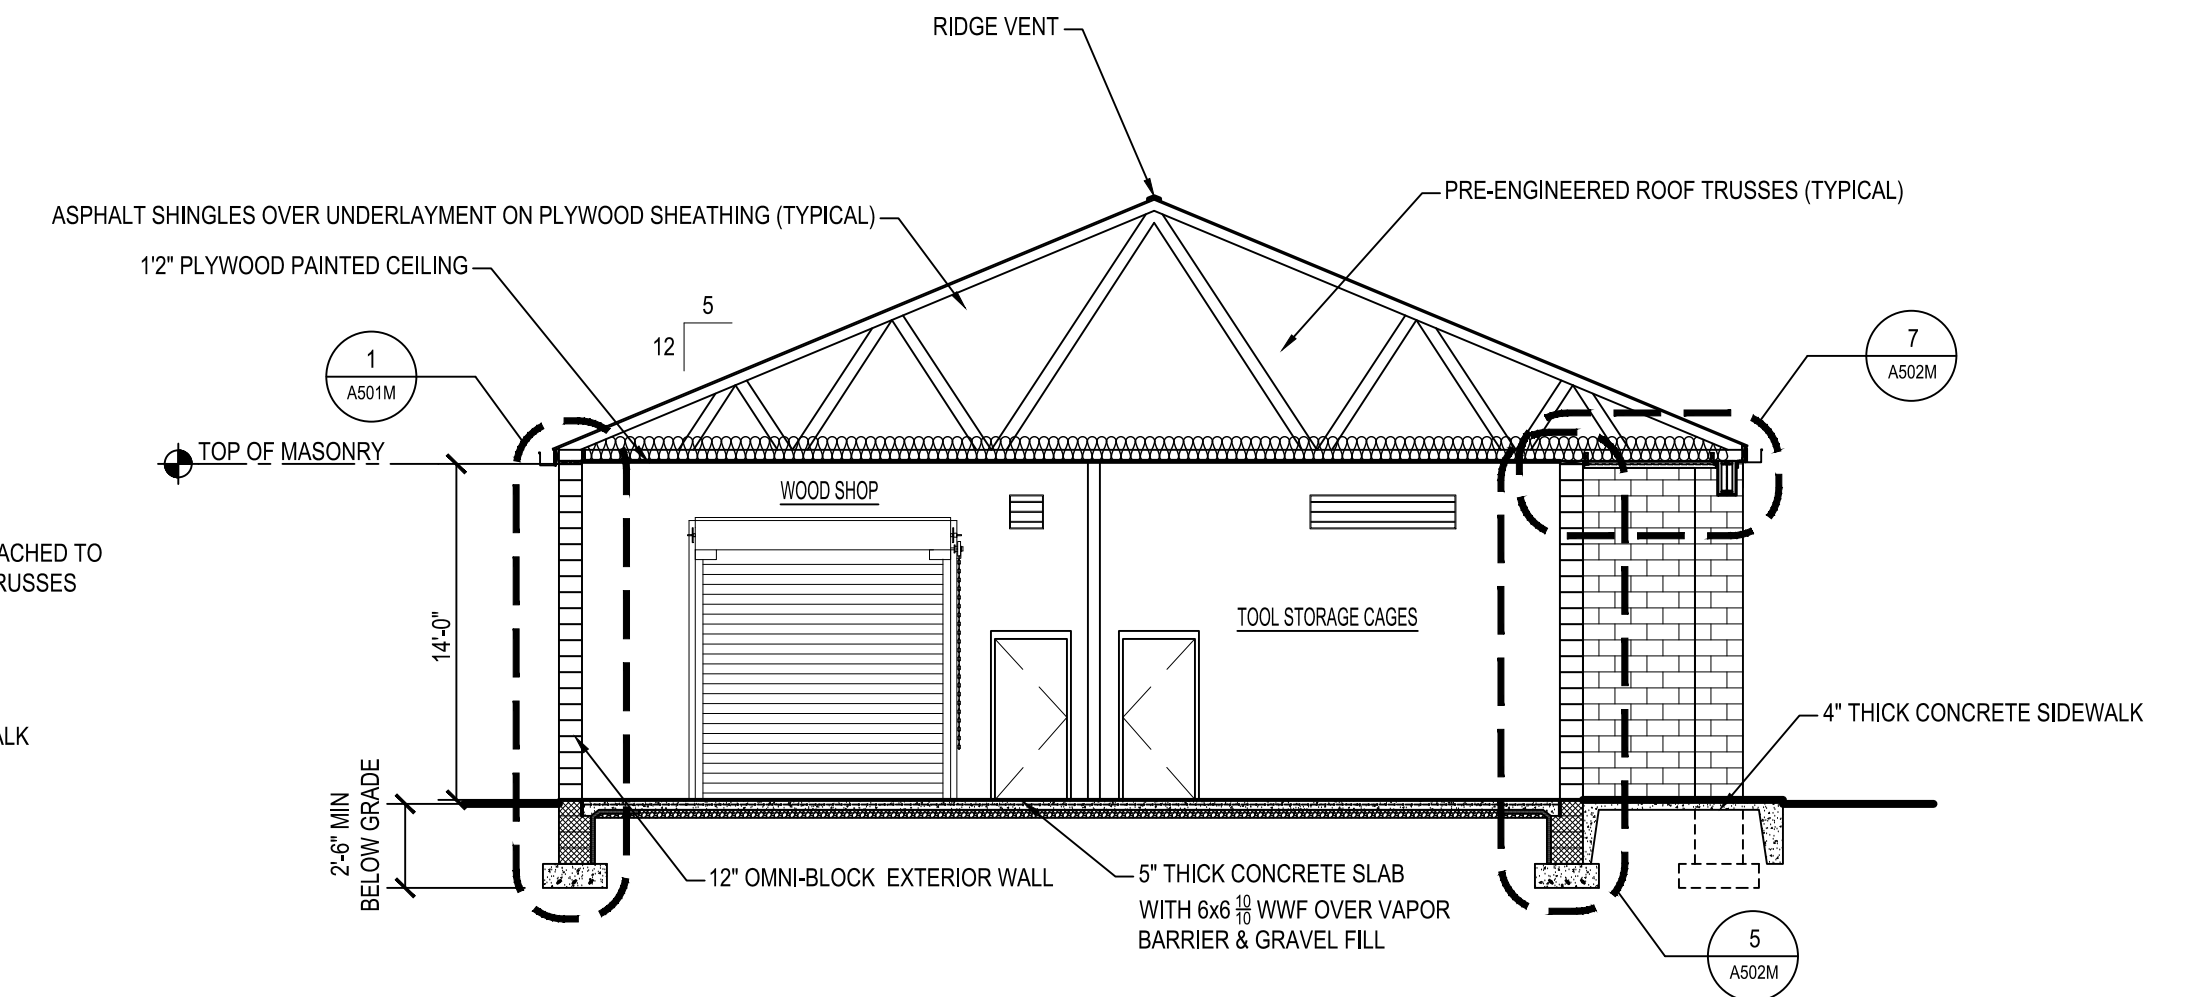 RIDGE VENT
PRE-ENGINEERED ROOF TRUSSES (TYPICAL)
ASPHALT SHINGLES OVER UNDERLAYMENT ON PLYWOOD SHEATHING (TYPICAL)
1'2" PLYWOOD PAINTED CEILING
5
12
1
A501M
7
A502M
TOP OF MASONRY
WOOD SHOP
ACHED TO
RUSSES
14'-0"
TOOL STORAGE CAGES
ALK
4" THICK CONCRETE SIDEWALK
2'-6" MIN
BELOW GRADE
12" OMNI-BLOCK EXTERIOR WALL
5" THICK CONCRETE SLAB
WITH 6x6 10/10 WWF OVER VAPOR
BARRIER & GRAVEL FILL
5
A502M